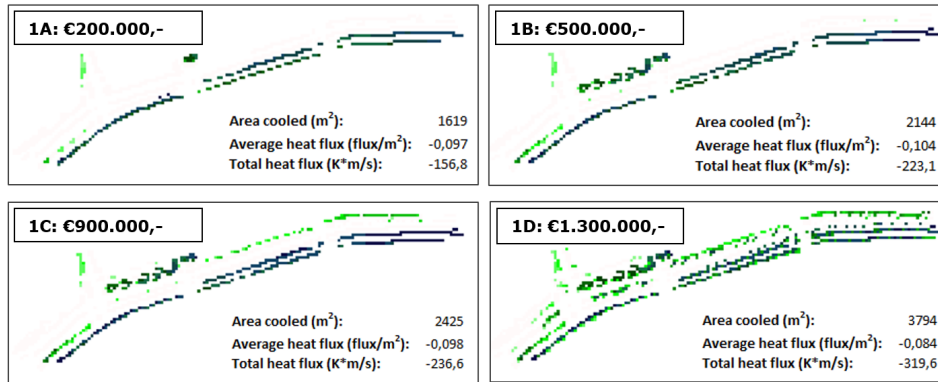 1A: €200.000,-
Area cooled (m²): 1619
Average heat flux (flux/m²): -0,097
Total heat flux (K*m/s): -156,8
1B: €500.000,-
Area cooled (m²): 2144
Average heat flux (flux/m²): -0,104
Total heat flux (K*m/s): -223,1
1C: €900.000,-
Area cooled (m²): 2425
Average heat flux (flux/m²): -0,098
Total heat flux (K*m/s): -236,6
1D: €1.300.000,-
Area cooled (m²): 3794
Average heat flux (flux/m²): -0,084
Total heat flux (K*m/s): -319,6